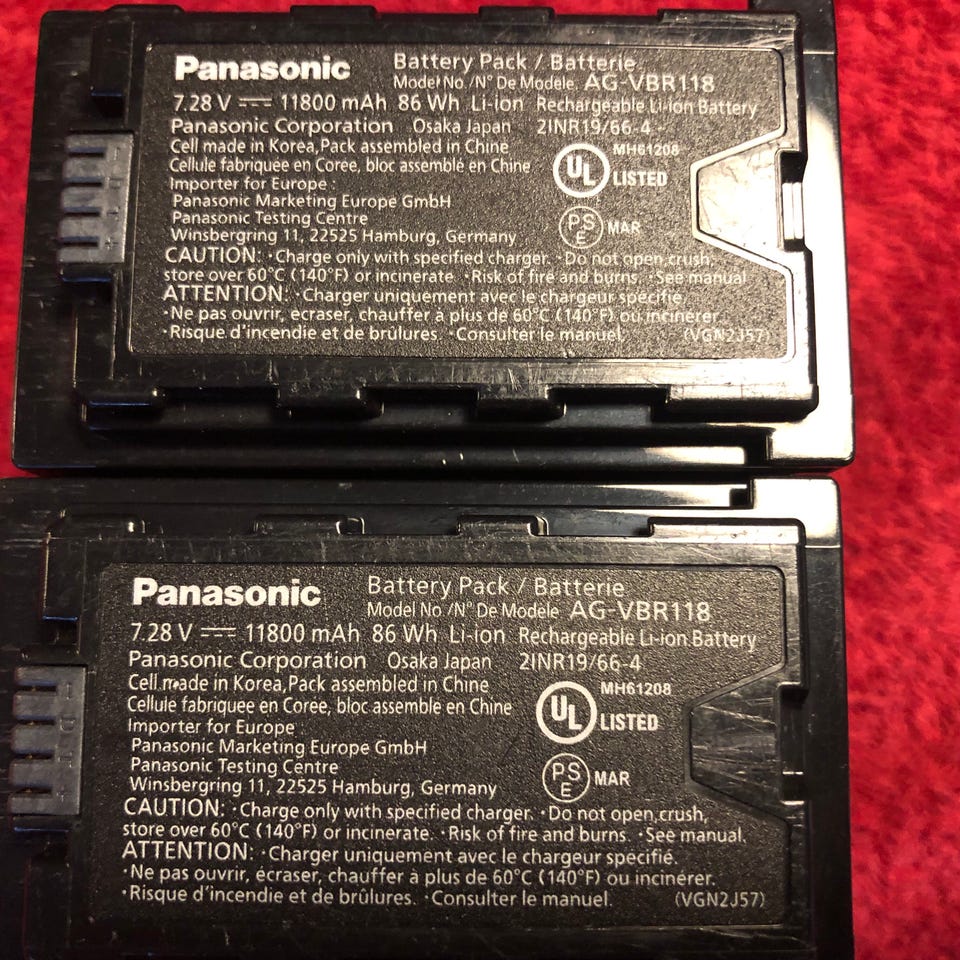 Panasonic Battery Pack / Batterie
Model No./N° De Modele AG-VBR118
7.28 V ⎓ 11800 mAh 86 Wh Li-ion Rechargeable Li-ion Battery
Panasonic Corporation Osaka Japan 2INR19/66-4
Cell made in Korea,Pack assembled in Chine MH61208
Cellule fabriquee en Coree, bloc assemblé en Chine UL LISTED
Importer for Europe :
Panasonic Marketing Europe GmbH
Panasonic Testing Centre PSE MAR
Winsbergring 11, 22525 Hamburg, Germany
CAUTION: ·Charge only with specified charger. ·Do not open,crush,
store over 60°C (140°F) or incinerate. ·Risk of fire and burns. ·See manual
ATTENTION: ·Charger uniquement avec le chargeur spécifié.
·Ne pas ouvrir, écraser, chauffer à plus de 60°C (140°F) ou incinérer.
·Risque d'incendie et de brûlures. ·Consulter le manuel. (VGN2J57)
Panasonic Battery Pack / Batterie
Model No./N° De Modele AG-VBR118
7.28 V ⎓ 11800 mAh 86 Wh Li-ion Rechargeable Li-ion Battery
Panasonic Corporation Osaka Japan 2INR19/66-4
Cell made in Korea,Pack assembled in Chine MH61208
Cellule fabriquee en Coree, bloc assemblé en Chine UL LISTED
Importer for Europe
Panasonic Marketing Europe GmbH
Panasonic Testing Centre PSE MAR
Winsbergring 11, 22525 Hamburg, Germany
CAUTION: ·Charge only with specified charger. ·Do not open,crush,
store over 60°C (140°F) or incinerate. ·Risk of fire and burns. ·See manual.
ATTENTION: ·Charger uniquement avec le chargeur spécifié.
·Ne pas ouvrir, écraser, chauffer à plus de 60°C (140°F) ou incinérer.
·Risque d'incendie et de brûlures. ·Consulter le manuel. (VGN2J57)